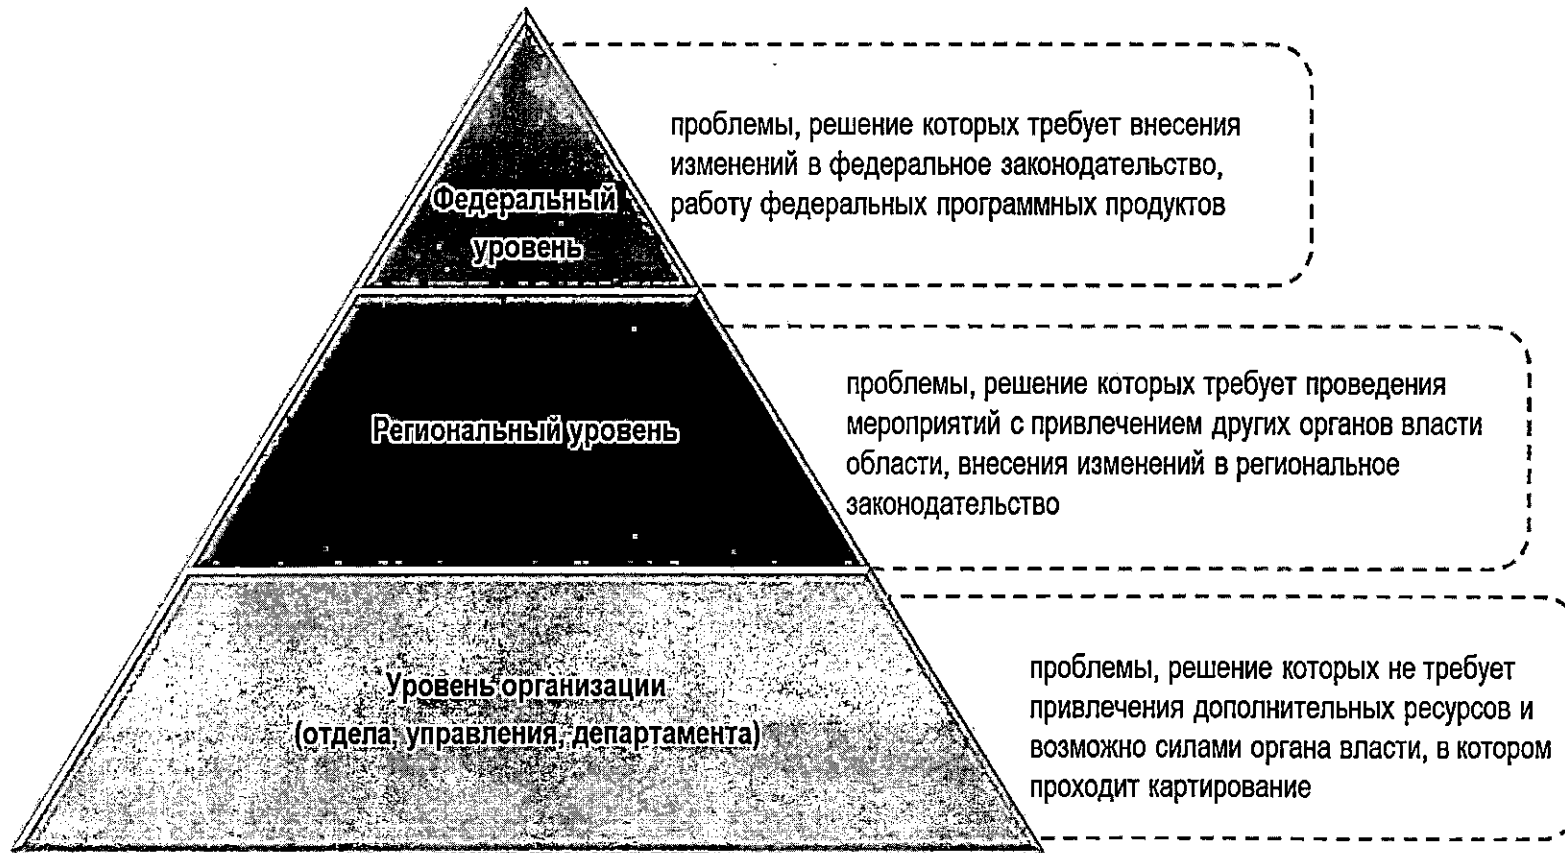 Федеральный
уровень
проблемы, решение которых требует внесения
изменений в федеральное законодательство,
работу федеральных программных продуктов
Региональный уровень
проблемы, решение которых требует проведения
мероприятий с привлечением других органов власти
области, внесения изменений в региональное
законодательство
Уровень организации
(отдела, управления, департамента)
проблемы, решение которых не требует
привлечения дополнительных ресурсов и
возможно силами органа власти, в котором
проходит картирование